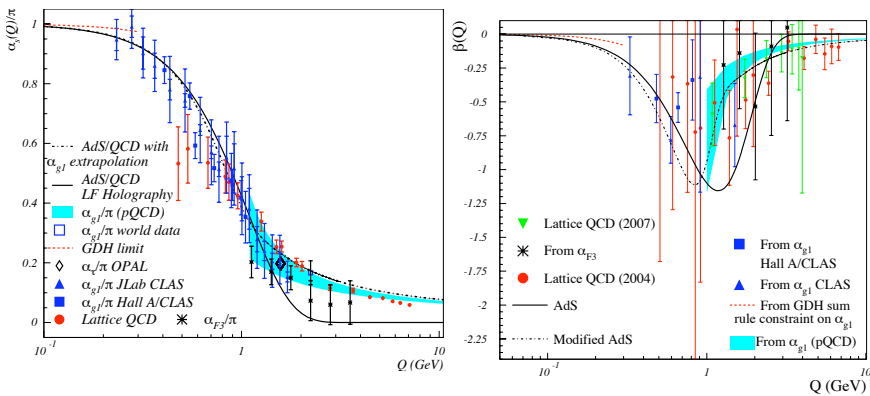 α_s(Q)/π
1
0.8
0.6
0.4
0.2
0
AdS/QCD with
α_g1 extrapolation
AdS/QCD
LF Holography
α_g1/π (pQCD)
α_g1/π world data
GDH limit
α_τ/π OPAL
α_g1/π JLab CLAS
α_g1/π Hall A/CLAS
Lattice QCD
α_F3/π
10^-1
1
10
Q (GeV)
β(Q)
0
-0.25
-0.5
-0.75
-1
-1.25
-1.5
-1.75
-2
-2.25
Lattice QCD (2007)
From α_F3
Lattice QCD (2004)
AdS
Modified AdS
From α_g1
Hall A/CLAS
From α_g1 CLAS
From GDH sum
rule constraint on α_g1
From α_g1 (pQCD)
10^-1
1
10
Q (GeV)